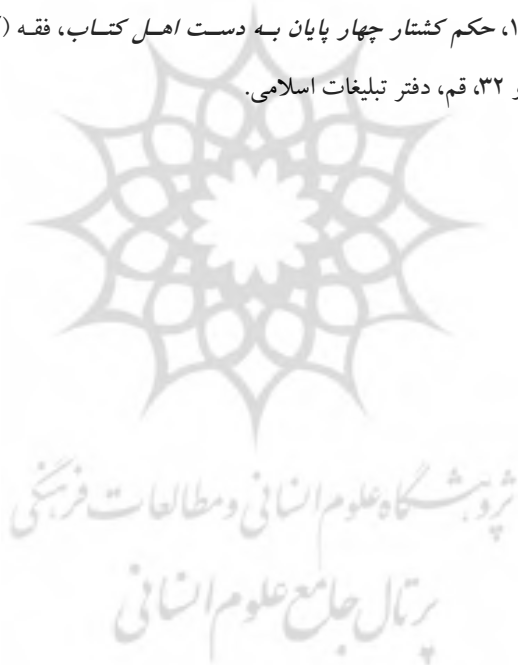 ۱، حکم کشتار چهار پایان به دست اهل کتاب، فقه (
و ۳۲، قم، دفتر تبلیغات اسلامی.
پژوهشگاه علوم انسانی و مطالعات فرهنگی
پرتال جامع علوم انسانی